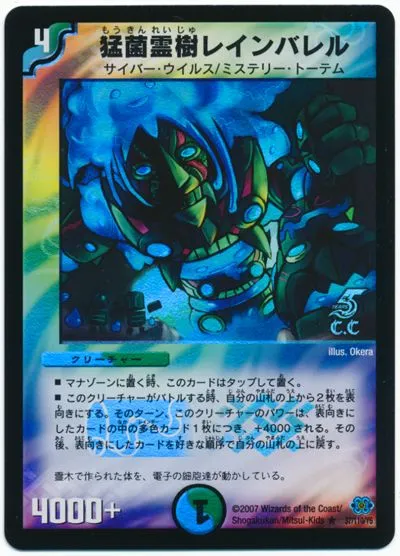 4
もうきんれいじゅ
猛菌霊樹レインバレル
サイバー・ウイルス/ミステリー・トーテム
5
C.C
illus. Okera
クリーチャー
■ マナゾーンに置く時、このカードはタップして置く。
■ このクリーチャーがバトルする時、自分の山札の上から2枚を表
向きにする。そのターン、このクリーチャーのパワーは、表向きに
したカードの中の多色カード1枚につき、+4000される。その
後、表向きにしたカードを好きな順序で自分の山札の上に戻す。
霊木で作られた体を、電子の細胞達が動かしている。
4000+
1
©2007 Wizards of the Coast/
Shogakukan/Mitsui-Kids ★ 37/110/Y6